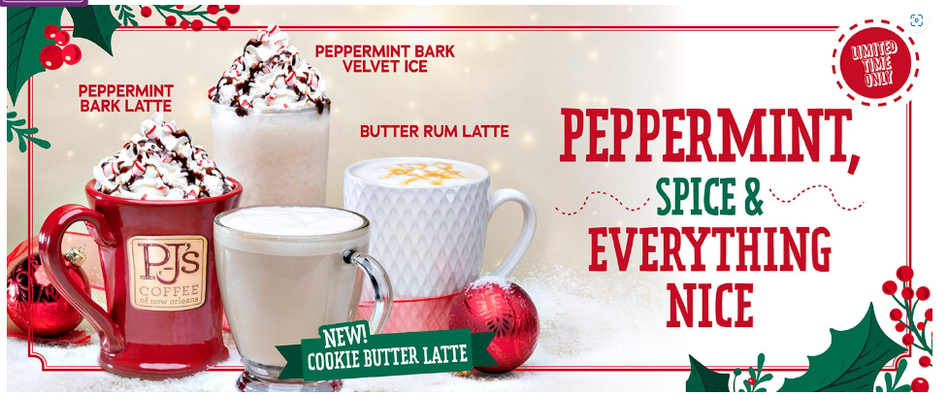 PEPPERMINT BARK
VELVET ICE
PEPPERMINT
BARK LATTE
BUTTER RUM LATTE
LIMITED
TIME
ONLY
PEPPERMINT,
SPICE &
EVERYTHING
NICE
PJ's
COFFEE
of new orleans
NEW!
COOKIE BUTTER LATTE